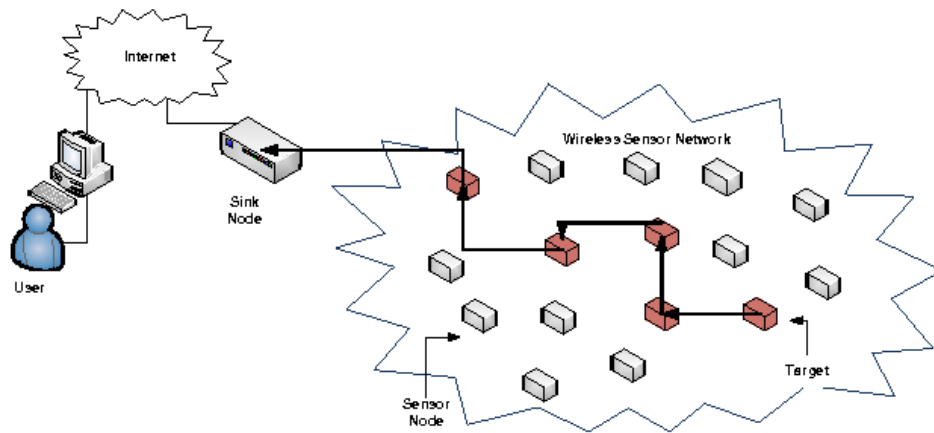 Internet
Wireless Sensor Network
Sink
Node
User
Target
Sensor
Node